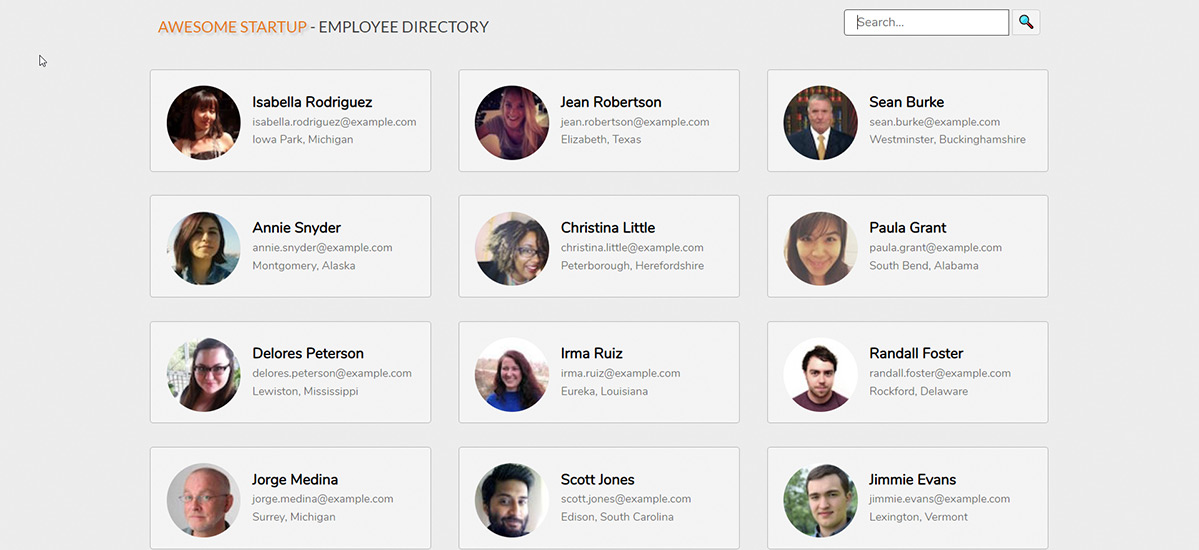 AWESOME STARTUP - EMPLOYEE DIRECTORY
Search...
Isabella Rodriguez
isabella.rodriguez@example.com
Iowa Park, Michigan
Jean Robertson
jean.robertson@example.com
Elizabeth, Texas
Sean Burke
sean.burke@example.com
Westminster, Buckinghamshire
Annie Snyder
annie.snyder@example.com
Montgomery, Alaska
Christina Little
christina.little@example.com
Peterborough, Herefordshire
Paula Grant
paula.grant@example.com
South Bend, Alabama
Delores Peterson
delores.peterson@example.com
Lewiston, Mississippi
Irma Ruiz
irma.ruiz@example.com
Eureka, Louisiana
Randall Foster
randall.foster@example.com
Rockford, Delaware
Jorge Medina
jorge.medina@example.com
Surrey, Michigan
Scott Jones
scott.jones@example.com
Edison, South Carolina
Jimmie Evans
jimmie.evans@example.com
Lexington, Vermont